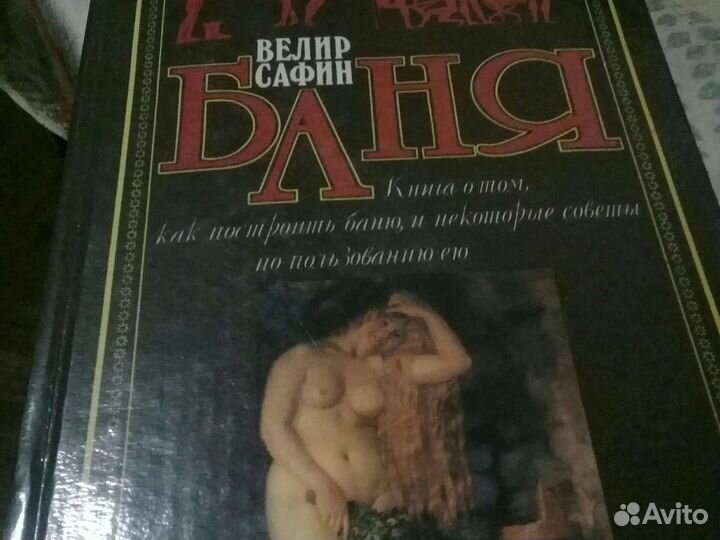 ВЕЛИР
САФИН
БАНЯ
Книга о том,
как построить баню, и некоторые советы
по пользованию ею
Avito